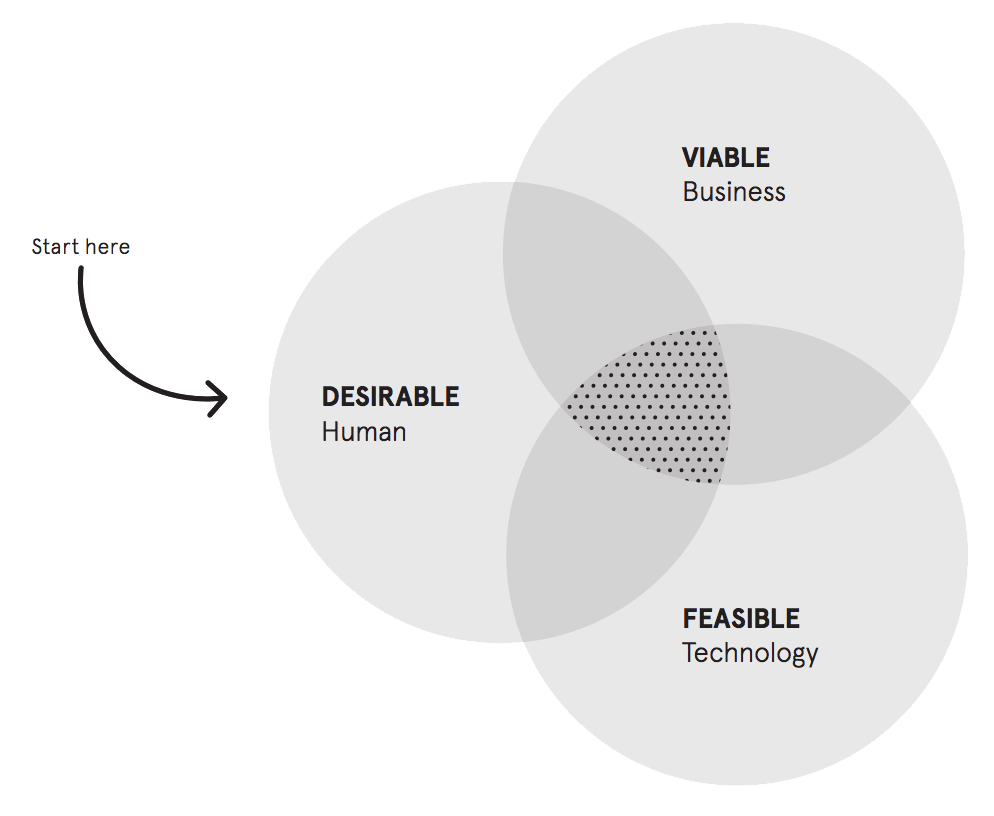 Start here
DESIRABLE
Human
VIABLE
Business
FEASIBLE
Technology